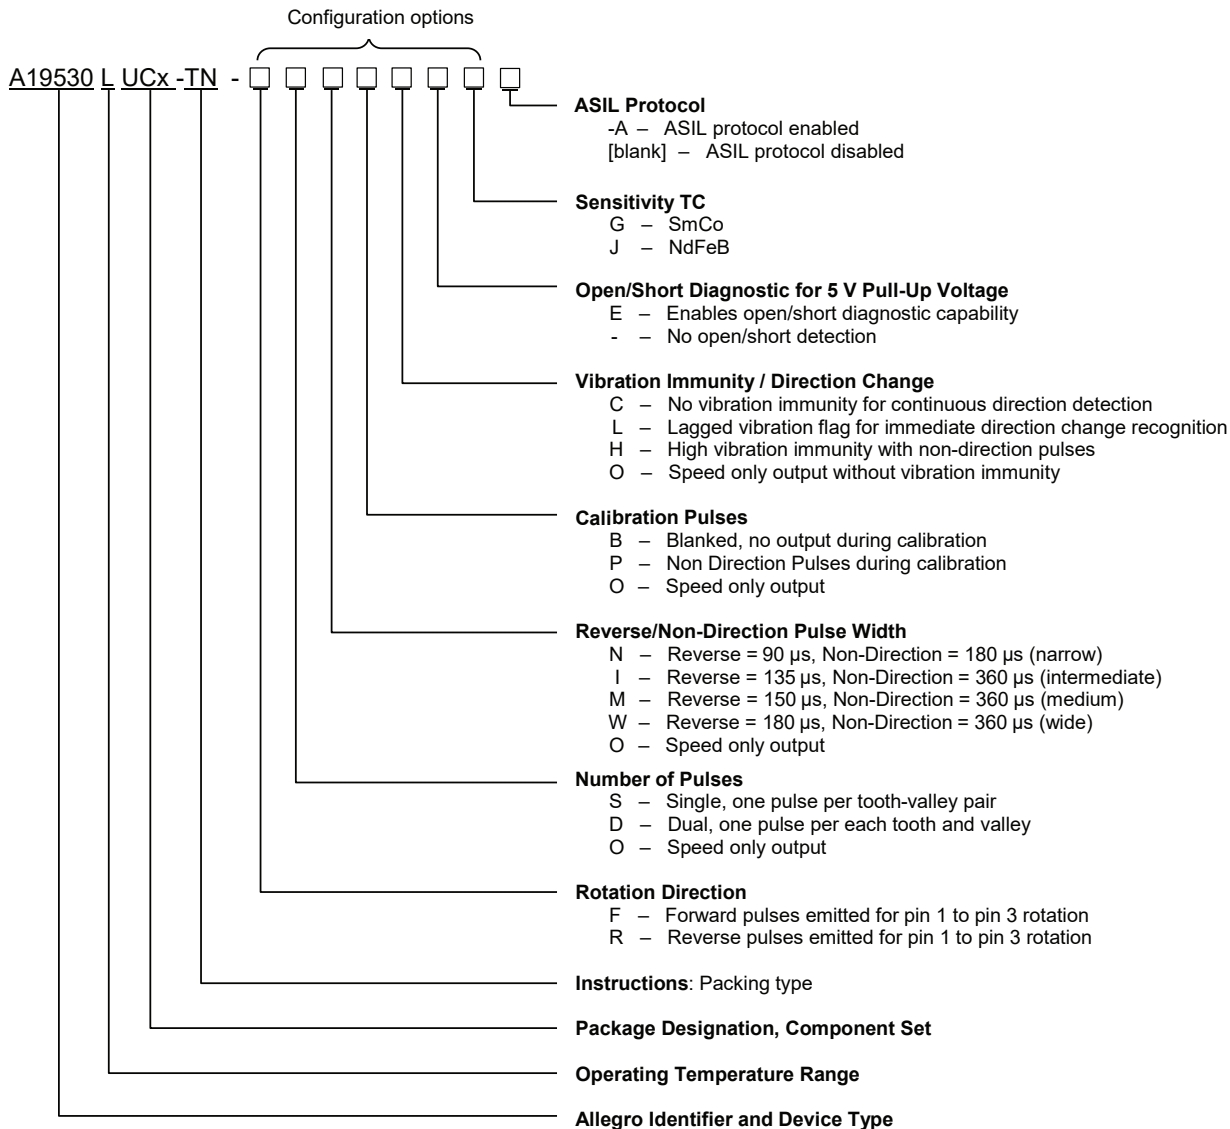 Configuration options
A19530 L UCx -TN - □ □ □ □ □ □ □ □
ASIL Protocol
-A – ASIL protocol enabled
[blank] – ASIL protocol disabled
Sensitivity TC
G – SmCo
J – NdFeB
Open/Short Diagnostic for 5 V Pull-Up Voltage
E – Enables open/short diagnostic capability
- – No open/short detection
Vibration Immunity / Direction Change
C – No vibration immunity for continuous direction detection
L – Lagged vibration flag for immediate direction change recognition
H – High vibration immunity with non-direction pulses
O – Speed only output without vibration immunity
Calibration Pulses
B – Blanked, no output during calibration
P – Non Direction Pulses during calibration
O – Speed only output
Reverse/Non-Direction Pulse Width
N – Reverse = 90 µs, Non-Direction = 180 µs (narrow)
I – Reverse = 135 µs, Non-Direction = 360 µs (intermediate)
M – Reverse = 150 µs, Non-Direction = 360 µs (medium)
W – Reverse = 180 µs, Non-Direction = 360 µs (wide)
O – Speed only output
Number of Pulses
S – Single, one pulse per tooth-valley pair
D – Dual, one pulse per each tooth and valley
O – Speed only output
Rotation Direction
F – Forward pulses emitted for pin 1 to pin 3 rotation
R – Reverse pulses emitted for pin 1 to pin 3 rotation
Instructions: Packing type
Package Designation, Component Set
Operating Temperature Range
Allegro Identifier and Device Type